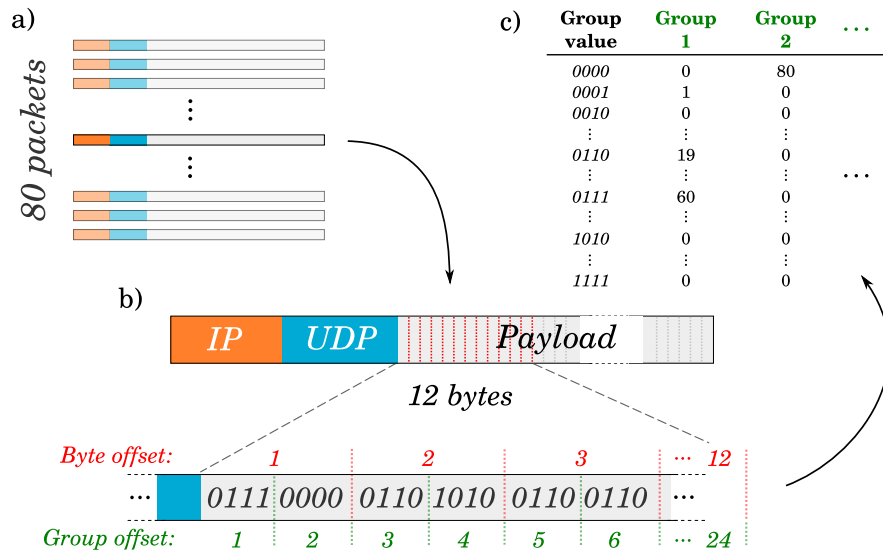 a)
80 packets
⋮
⋮
c)
Group value Group 1 Group 2 ...
0000 0 80
0001 1 0
0010 0 0
⋮ ⋮ ⋮
0110 19 0
⋮ ⋮ ⋮ ...
0111 60 0
⋮ ⋮ ⋮
1010 0 0
⋮ ⋮ ⋮
1111 0 0
b)
IP UDP Payload
12 bytes
Byte offset: 1 2 3 ... 12
... 0111 0000 0110 1010 0110 0110 ...
Group offset: 1 2 3 4 5 6 ... 24